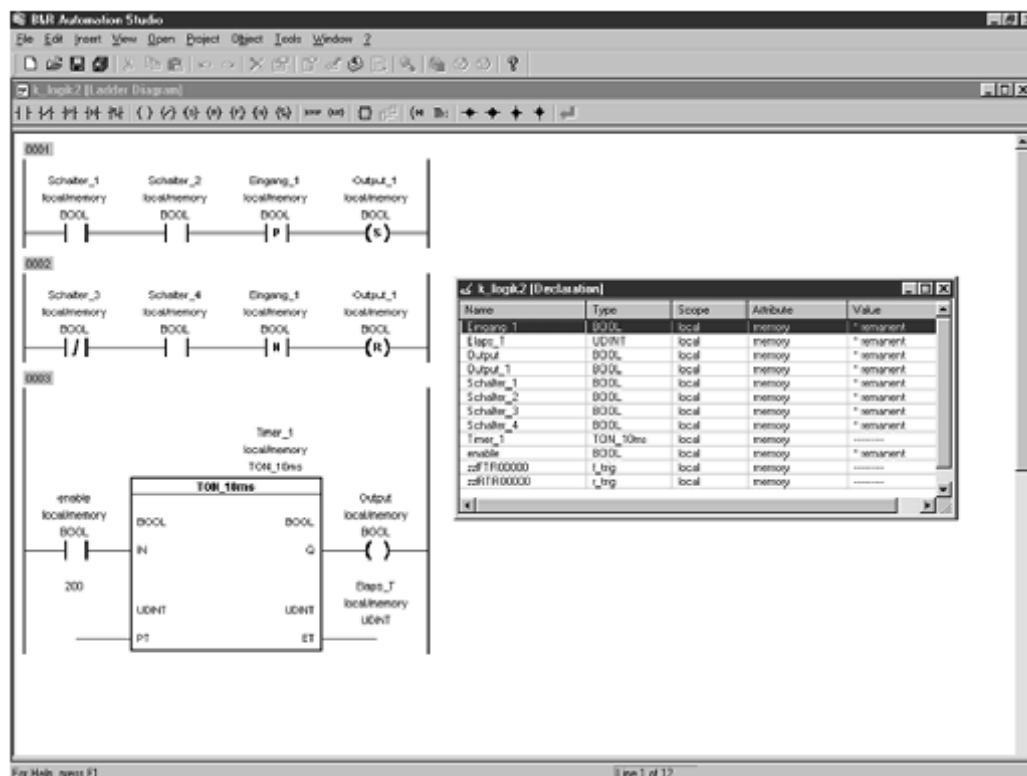 B&R Automation Studio
File Edit Insert View Open Project Object Tools Window ?
k_logik2 [Ladder Diagram]
0001
Schalter_1 Schalter_2 Eingang_1 Output_1
local/memory local/memory local/memory local/memory
BOOL BOOL BOOL BOOL
P S
0002
Schalter_3 Schalter_4 Eingang_1 Output_1
local/memory local/memory local/memory local/memory
BOOL BOOL BOOL BOOL
N R
0003
Timer_1
local/memory
TON_10ms
TON_10ms
enable Output
local/memory local/memory
BOOL BOOL BOOL BOOL
IN Q
200 Elaps_T
local/memory
UDINT UDINT UDINT
PT ET
k_logik2 [Declaration]
Name Type Scope Attribute Value
Eingang_1 BOOL local memory * remanent
Elaps_T UDINT local memory * remanent
Output BOOL local memory * remanent
Output_1 BOOL local memory * remanent
Schalter_1 BOOL local memory * remanent
Schalter_2 BOOL local memory * remanent
Schalter_3 BOOL local memory * remanent
Schalter_4 BOOL local memory * remanent
Timer_1 TON_10ms local memory --------
enable BOOL local memory * remanent
zzFTR00000 f_trig local memory --------
zzRTR00000 r_trig local memory --------
For Help, press F1
Line 1 of 12